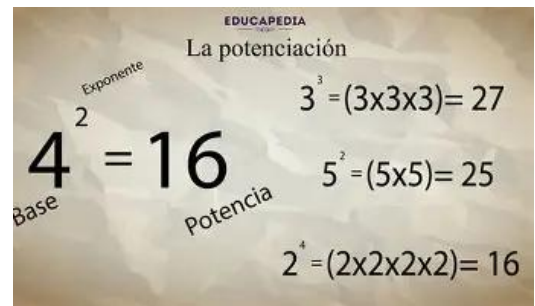 EDUCAPEDIA
La potenciación
Exponente
4² = 16
Base
Potencia
3³ = (3x3x3)= 27
5² = (5x5)= 25
2⁴ = (2x2x2x2)= 16